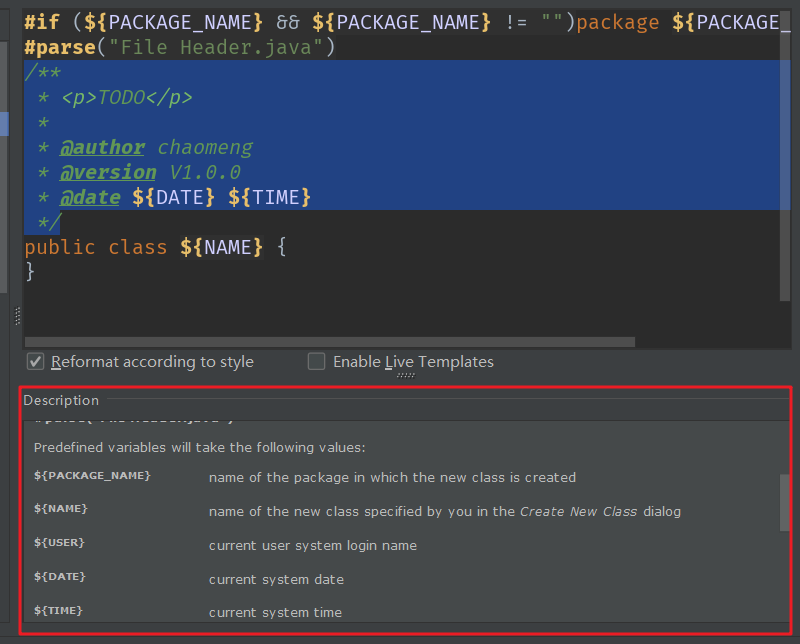 #if (${PACKAGE_NAME} && ${PACKAGE_NAME} != "")package ${PACKAGE_
#parse("File Header.java")
/**
 * <p>TODO</p>
 *
 * @author chaomeng
 * @version V1.0.0
 * @date ${DATE} ${TIME}
 */
public class ${NAME} {
}
Reformat according to style Enable Live Templates
Description
Predefined variables will take the following values:
${PACKAGE_NAME} name of the package in which the new class is created
${NAME} name of the new class specified by you in the Create New Class dialog
${USER} current user system login name
${DATE} current system date
${TIME} current system time